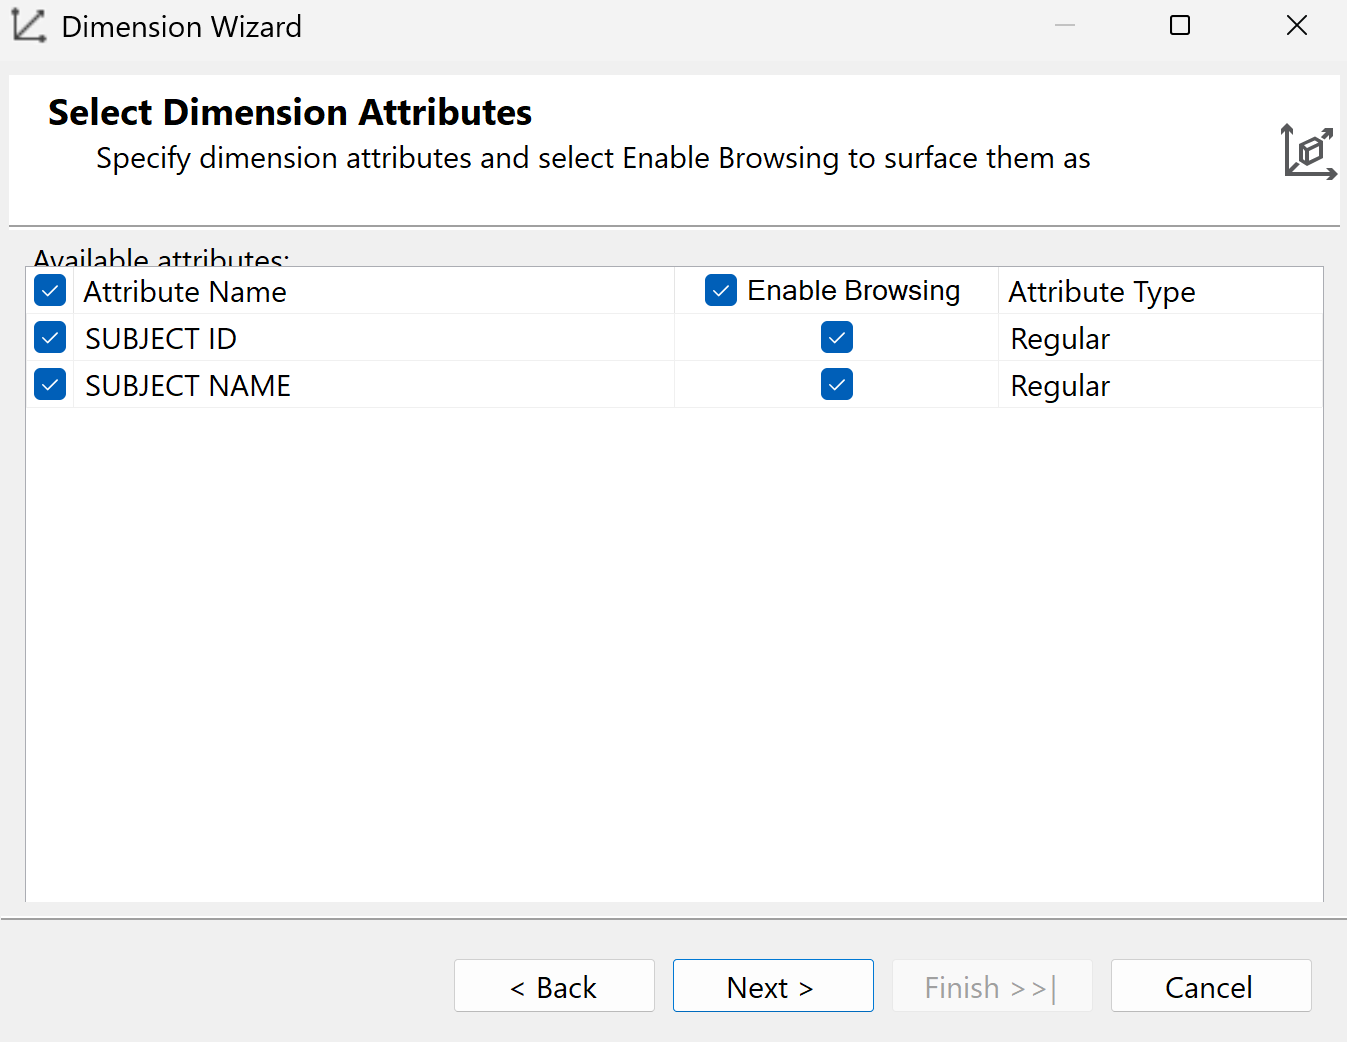 Dimension Wizard
Select Dimension Attributes
Specify dimension attributes and select Enable Browsing to surface them as
Available attributes:
Attribute Name Enable Browsing Attribute Type
SUBJECT ID Regular
SUBJECT NAME Regular
< Back Next > Finish >>| Cancel